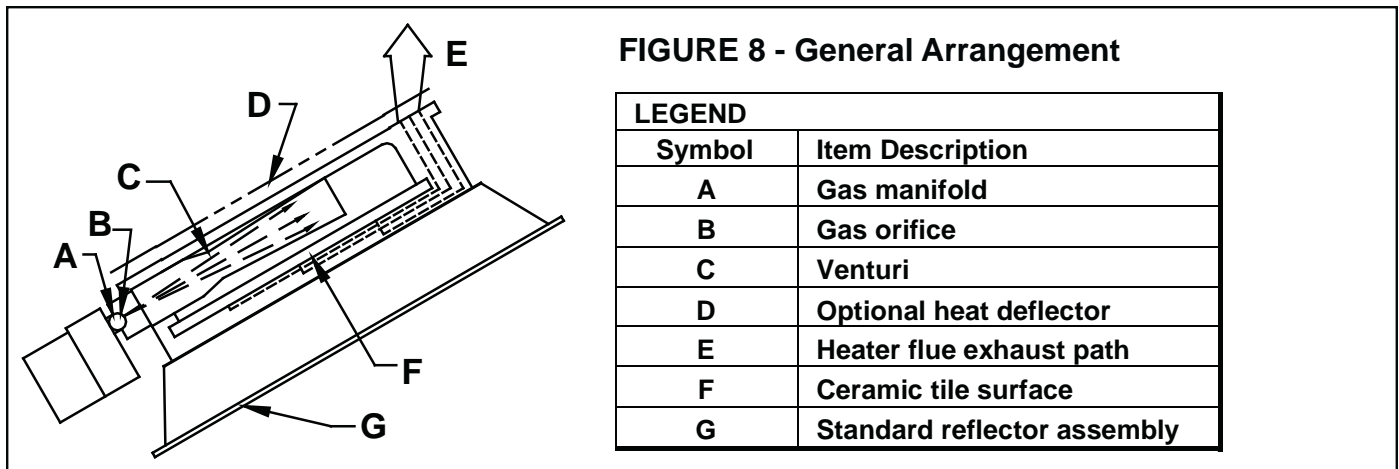 FIGURE 8 - General Arrangement
E
D
C
B
A
F
G
LEGEND
Symbol Item Description
A Gas manifold
B Gas orifice
C Venturi
D Optional heat deflector
E Heater flue exhaust path
F Ceramic tile surface
G Standard reflector assembly